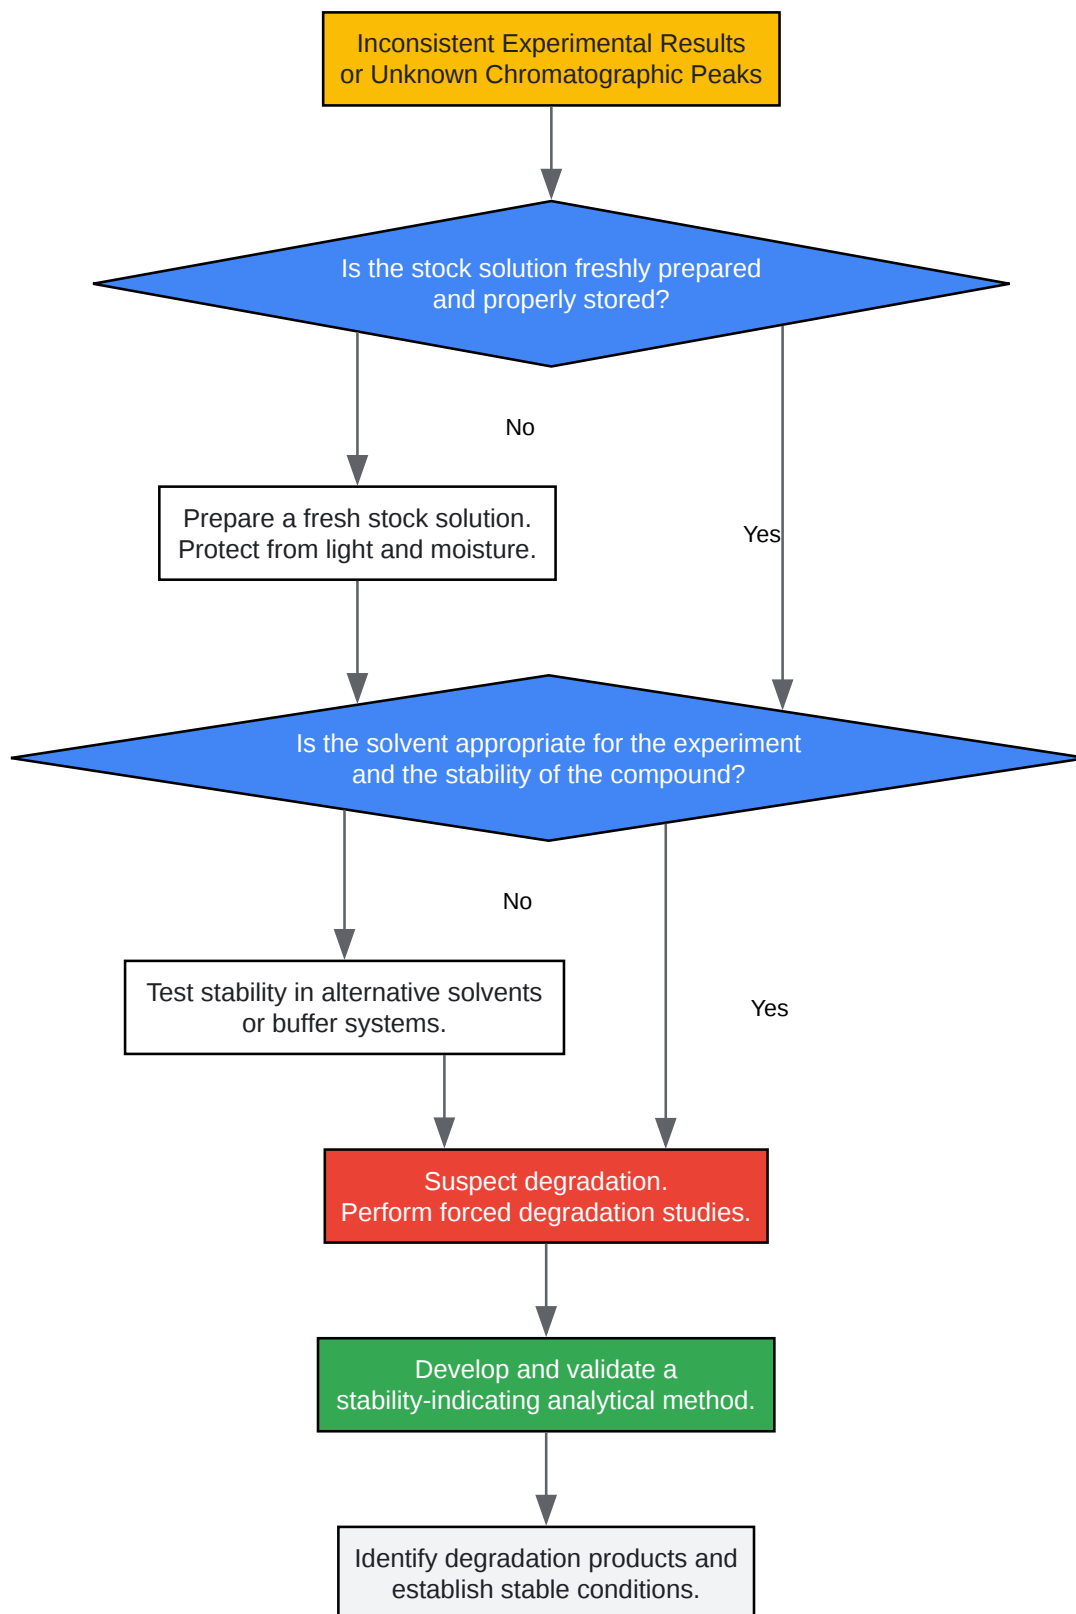 Inconsistent Experimental Results
or Unknown Chromatographic Peaks
Is the stock solution freshly prepared
and properly stored?
No
Prepare a fresh stock solution.
Protect from light and moisture.
Yes
Is the solvent appropriate for the experiment
and the stability of the compound?
No
Test stability in alternative solvents
or buffer systems.
Yes
Suspect degradation.
Perform forced degradation studies.
Develop and validate a
stability-indicating analytical method.
Identify degradation products and
establish stable conditions.